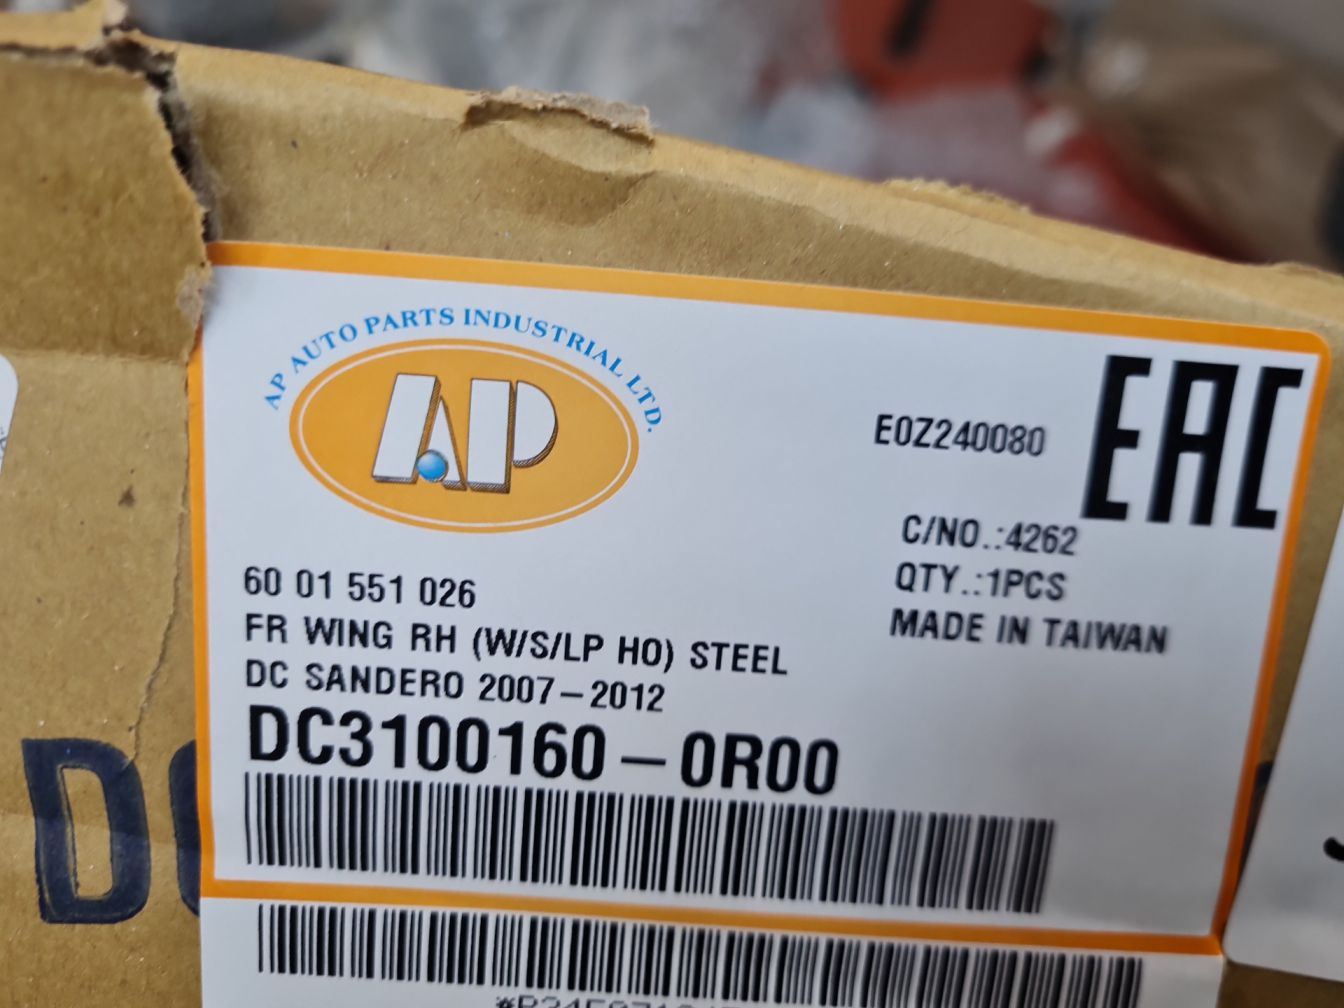 AP AUTO PARTS INDUSTRIAL LTD.
AP
E0Z240080
EAC
C/NO.:4262
QTY.:1PCS
MADE IN TAIWAN
60 01 551 026
FR WING RH (W/S/LP HO) STEEL
DC SANDERO 2007-2012
DC3100160-0R00